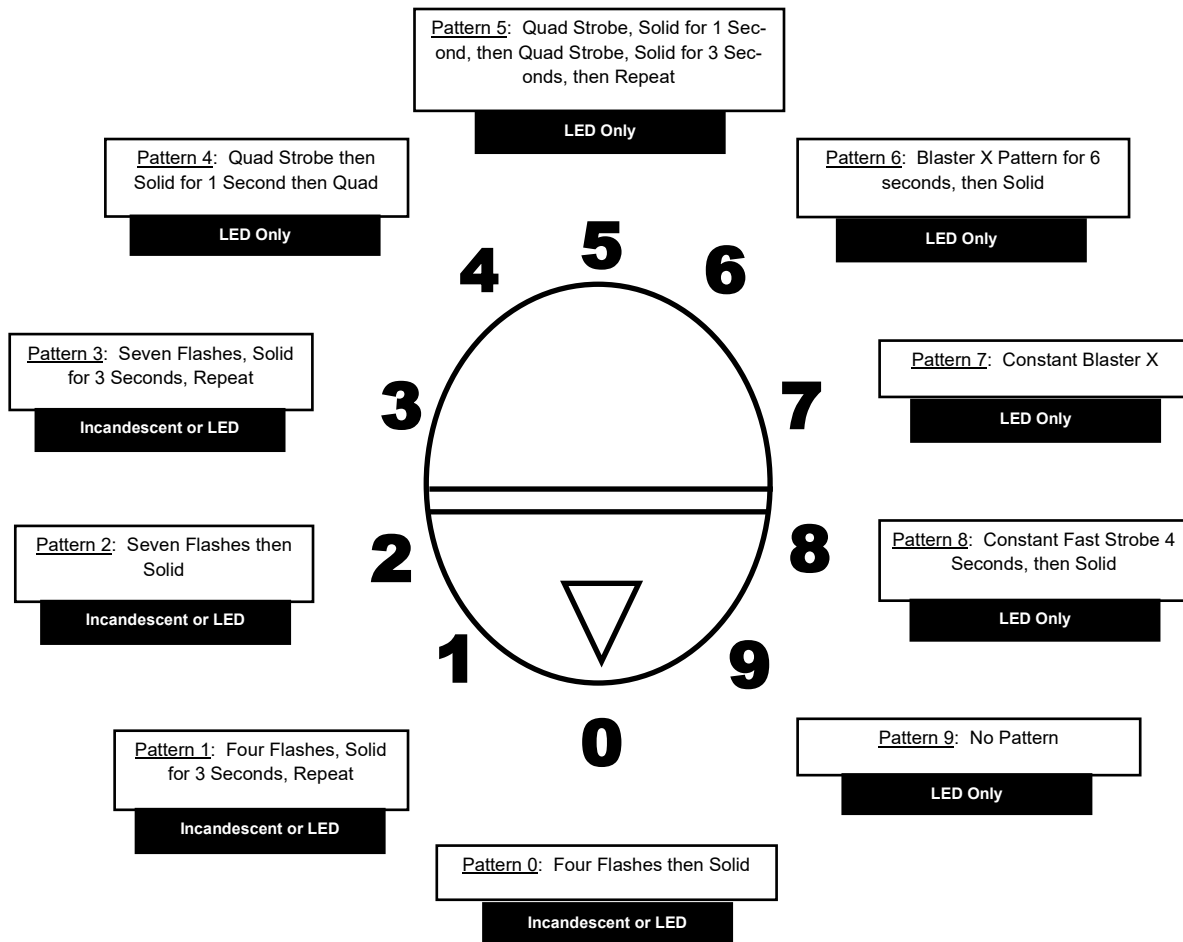 Pattern 5: Quad Strobe, Solid for 1 Sec-
ond, then Quad Strobe, Solid for 3 Sec-
onds, then Repeat
LED Only
Pattern 4: Quad Strobe then
Solid for 1 Second then Quad
LED Only
Pattern 6: Blaster X Pattern for 6
seconds, then Solid
LED Only
4
5
6
Pattern 3: Seven Flashes, Solid
for 3 Seconds, Repeat
Incandescent or LED
3
7
Pattern 7: Constant Blaster X
LED Only
Pattern 2: Seven Flashes then
Solid
Incandescent or LED
2
8
Pattern 8: Constant Fast Strobe 4
Seconds, then Solid
LED Only
1
9
0
Pattern 1: Four Flashes, Solid
for 3 Seconds, Repeat
Incandescent or LED
Pattern 9: No Pattern
LED Only
Pattern 0: Four Flashes then Solid
Incandescent or LED